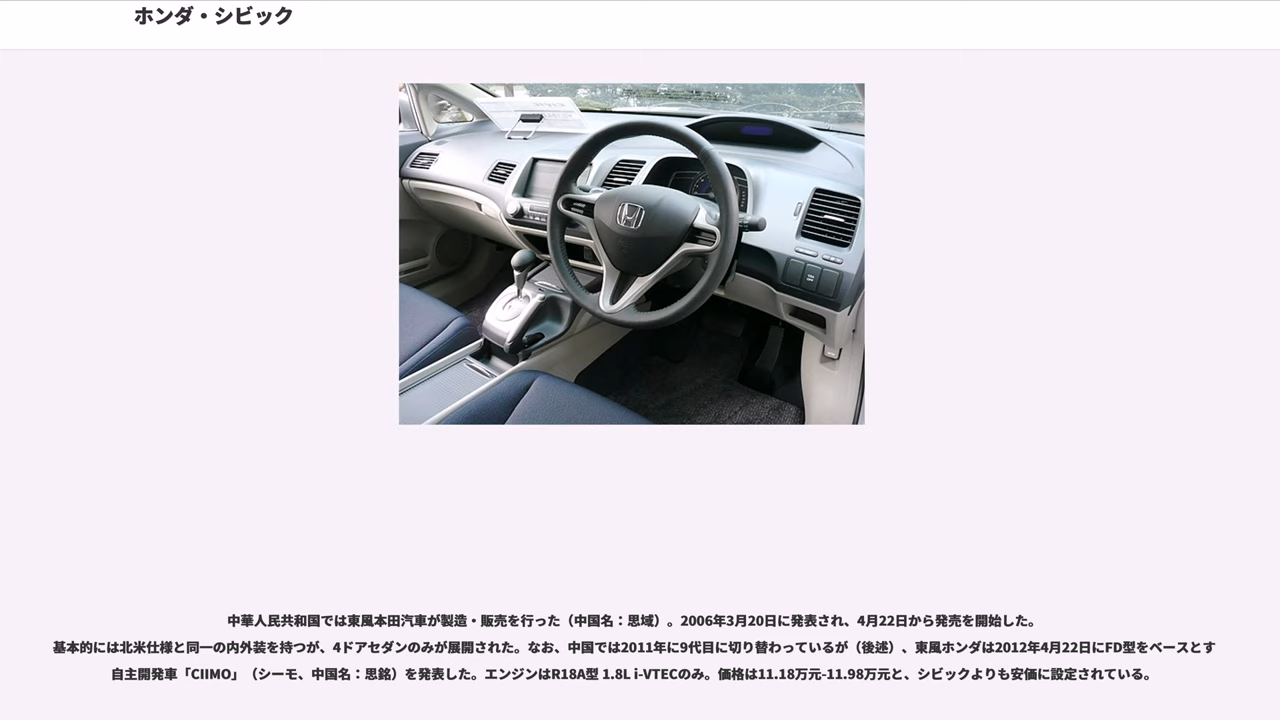 ホンダ・シビック
中華人民共和国では東風本田汽車が製造・販売を行った（中国名：思域）。2006年3月20日に発表され、4月22日から発売を開始した。
基本的には北米仕様と同一の内外装を持つが、4ドアセダンのみが展開された。なお、中国では2011年に9代目に切り替わっているが（後述）、東風ホンダは2012年4月22日にFD型をベースとす
自主開発車「CIIMO」（シーモ、中国名：思銘）を発表した。エンジンはR18A型 1.8L i-VTECのみ。価格は11.18万元-11.98万元と、シビックよりも安価に設定されている。